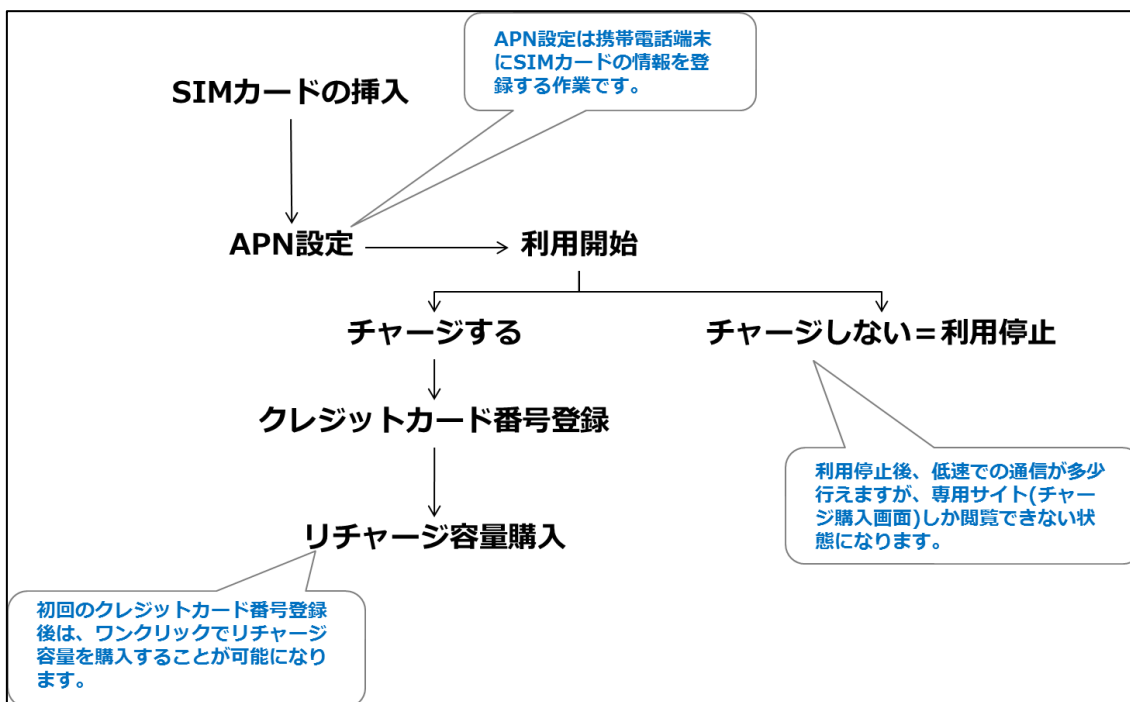 APN設定は携帯電話端末
にSIMカードの情報を登
録する作業です。
SIMカードの挿入
APN設定
利用開始
チャージする
チャージしない＝利用停止
クレジットカード番号登録
利用停止後、低速での通信が多少
行えますが、専用サイト(チャー
ジ購入画面)しか閲覧できない状
態になります。
リチャージ容量購入
初回のクレジットカード番号登録
後は、ワンクリックでリチャージ
容量を購入することが可能になり
ます。